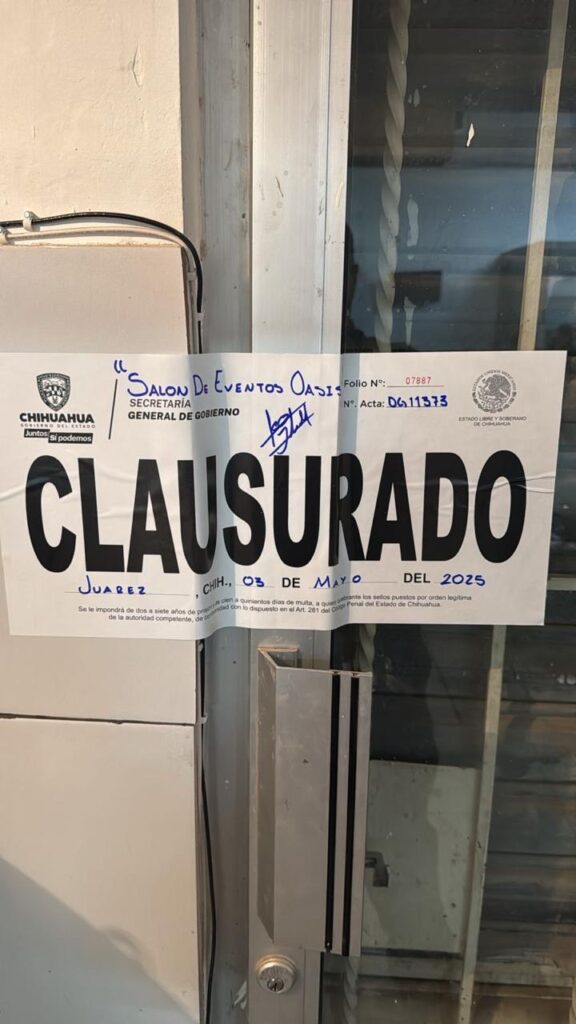 "SALON DE EVENTOS OASIS
CHIHUAHUA
GOBIERNO DEL ESTADO
Juntos Sí podemos
SECRETARÍA
GENERAL DE GOBIERNO
Folio Nº: 07887
Nº. Acta: DG11373
ESTADO LIBRE Y SOBERANO
DE CHIHUAHUA
CLAUSURADO
JUAREZ, CHIH., 03 DE MAYO DEL 2025
Se le impondrá de dos a siete años de cien a quinientos días de multa, a quien quebrante los sellos puestos por orden legítima
de la autoridad competente, de conformidad con lo dispuesto en el Art. 281 del Código Penal del Estado de Chihuahua.